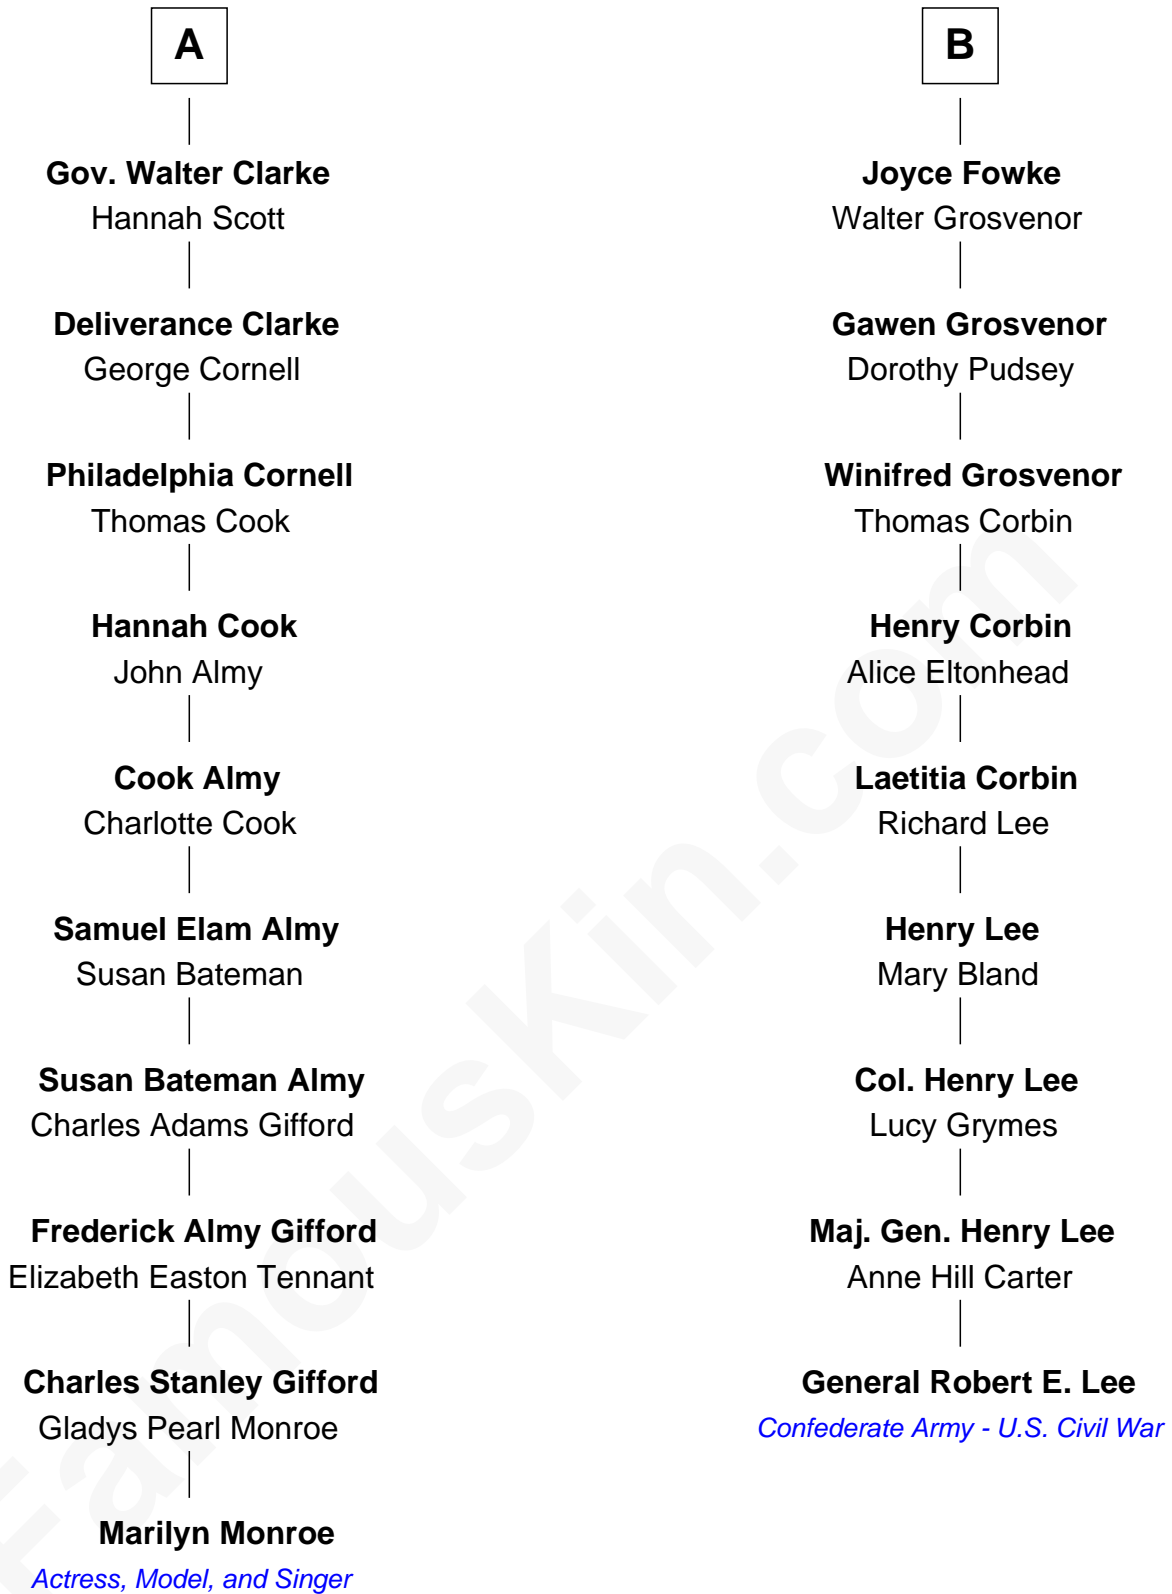 A
Gov. Walter Clarke
Hannah Scott
Deliverance Clarke
George Cornell
Philadelphia Cornell
Thomas Cook
Hannah Cook
John Almy
Cook Almy
Charlotte Cook
Samuel Elam Almy
Susan Bateman
Susan Bateman Almy
Charles Adams Gifford
Frederick Almy Gifford
Elizabeth Easton Tennant
Charles Stanley Gifford
Gladys Pearl Monroe
Marilyn Monroe
Actress, Model, and Singer
B
Joyce Fowke
Walter Grosvenor
Gawen Grosvenor
Dorothy Pudsey
Winifred Grosvenor
Thomas Corbin
Henry Corbin
Alice Eltonhead
Laetitia Corbin
Richard Lee
Henry Lee
Mary Bland
Col. Henry Lee
Lucy Grymes
Maj. Gen. Henry Lee
Anne Hill Carter
General Robert E. Lee
Confederate Army - U.S. Civil War
FamousKin.com